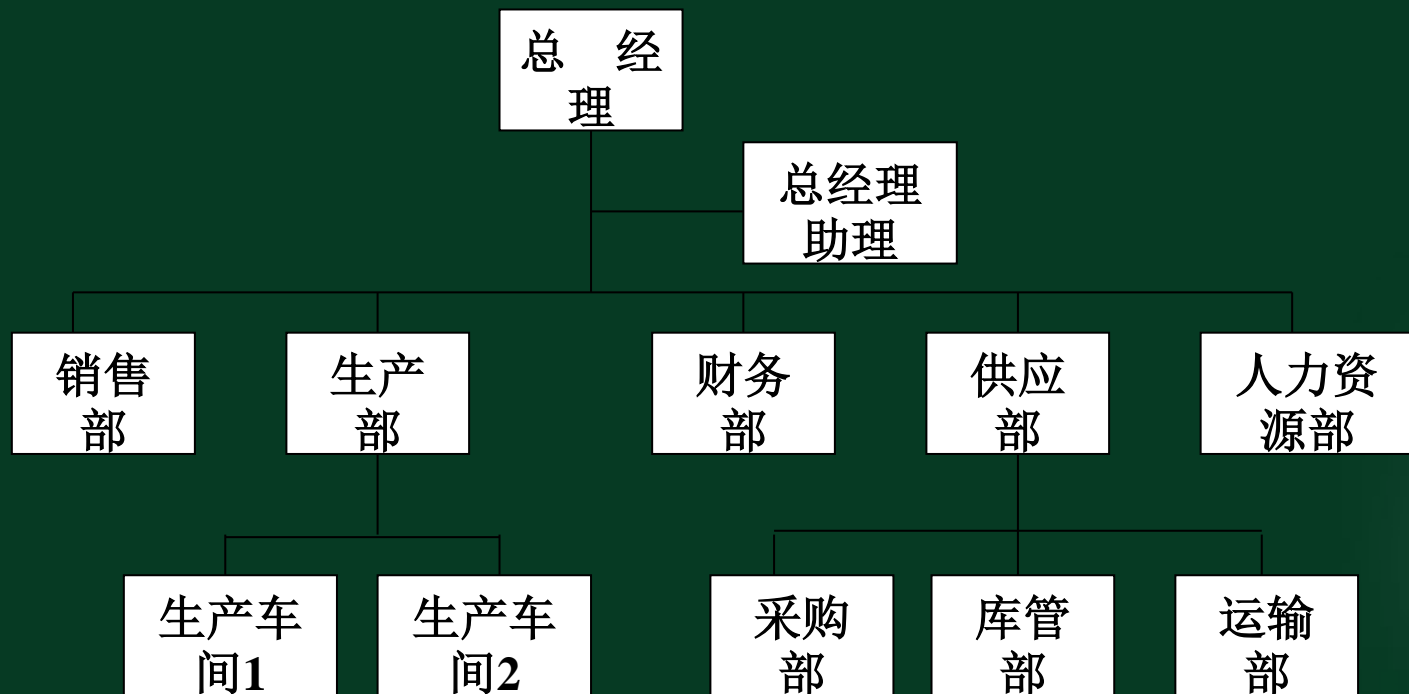 总 经
理
总经理
助理
销售
部
生产
部
财务
部
供应
部
人力资
源部
生产车
间1
生产车
间2
采购
部
库管
部
运输
部